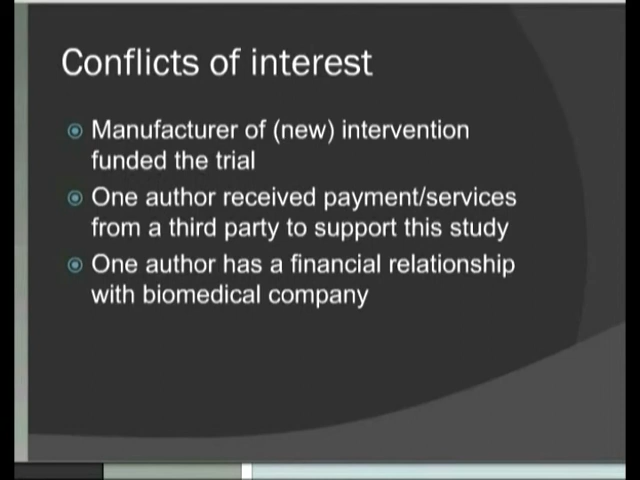 Conflicts of interest
Manufacturer of (new) intervention
funded the trial
One author received payment/services
from a third party to support this study
One author has a financial relationship
with biomedical company